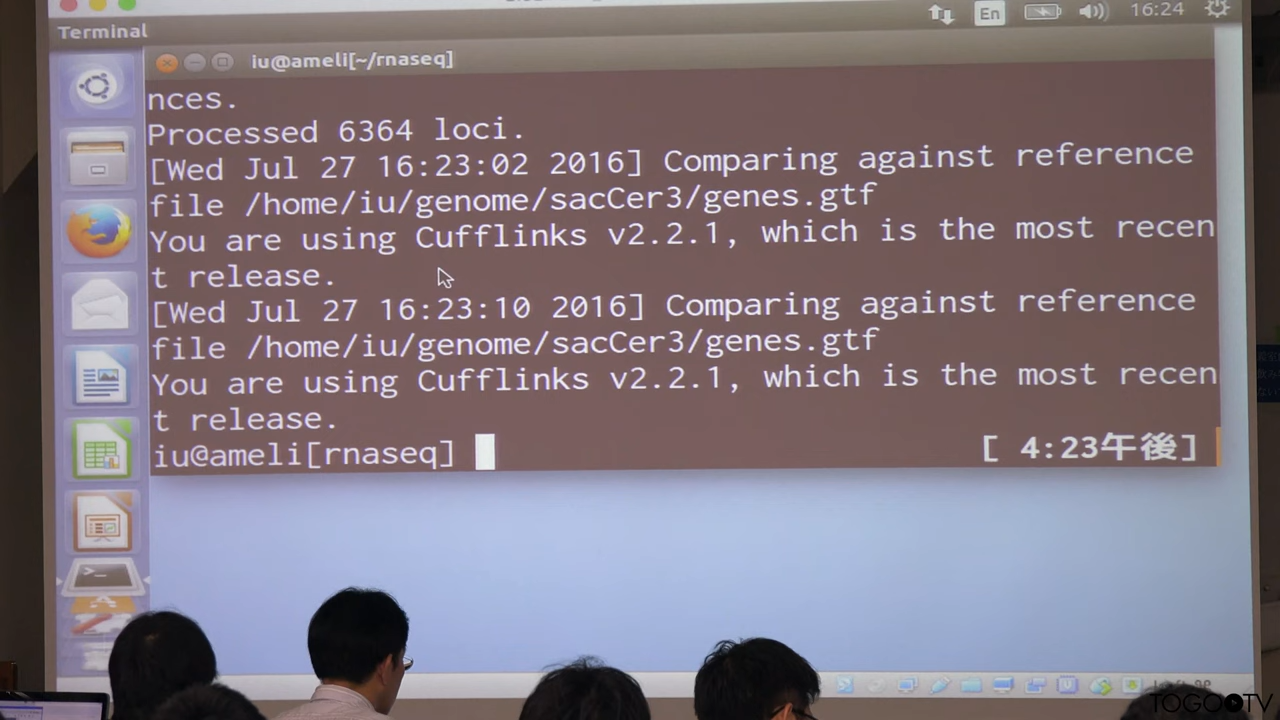 Terminal
En
16:24
iu@ameli[~/rnaseq]
nces.
Processed 6364 loci.
[Wed Jul 27 16:23:02 2016] Comparing against reference
file /home/iu/genome/sacCer3/genes.gtf
You are using Cufflinks v2.2.1, which is the most recen
t release.
[Wed Jul 27 16:23:10 2016] Comparing against reference
file /home/iu/genome/sacCer3/genes.gtf
You are using Cufflinks v2.2.1, which is the most recen
t release.
iu@ameli[rnaseq]
[ 4:23午後]
TOGOTV